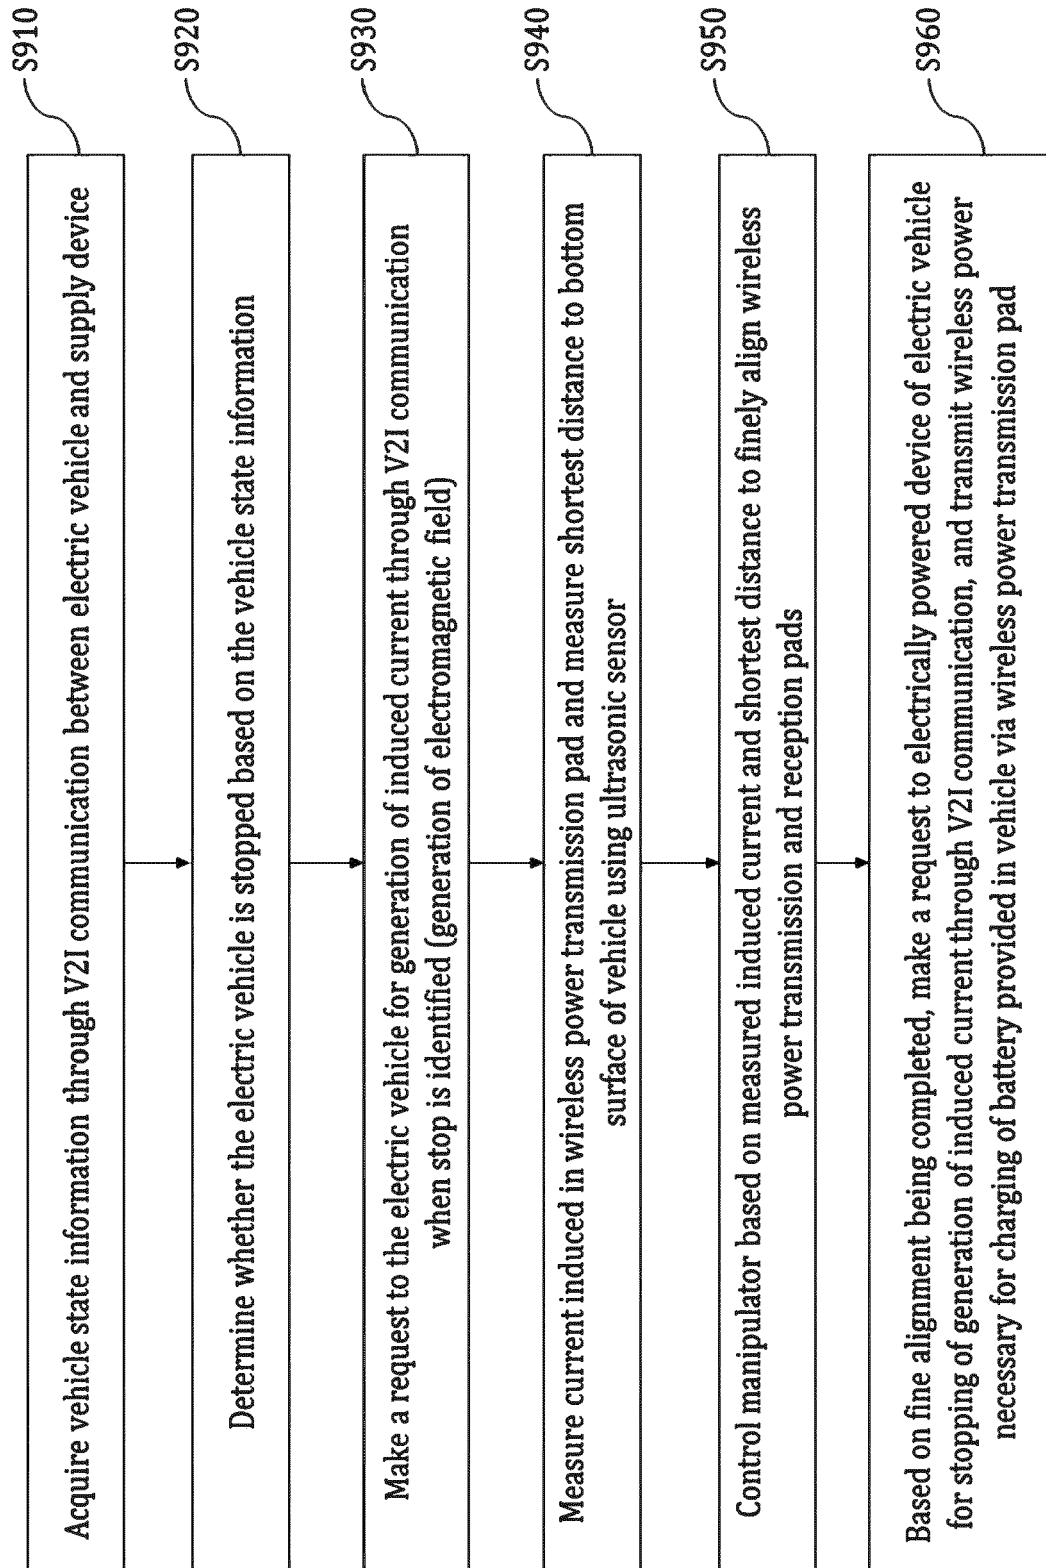 S910
Acquire vehicle state information through V2I communication between electric vehicle and supply device
S920
Determine whether the electric vehicle is stopped based on the vehicle state information
S930
Make a request to the electric vehicle for generation of induced current through V2I communication
when stop is identified (generation of electromagnetic field)
S940
Measure current induced in wireless power transmission pad and measure shortest distance to bottom
surface of vehicle using ultrasonic sensor
S950
Control manipulator based on measured induced current and shortest distance to finely align wireless
power transmission and reception pads
S960
Based on fine alignment being completed, make a request to electrically powered device of electric vehicle
for stopping of generation of induced current through V2I communication, and transmit wireless power
necessary for charging of battery provided in vehicle via wireless power transmission pad